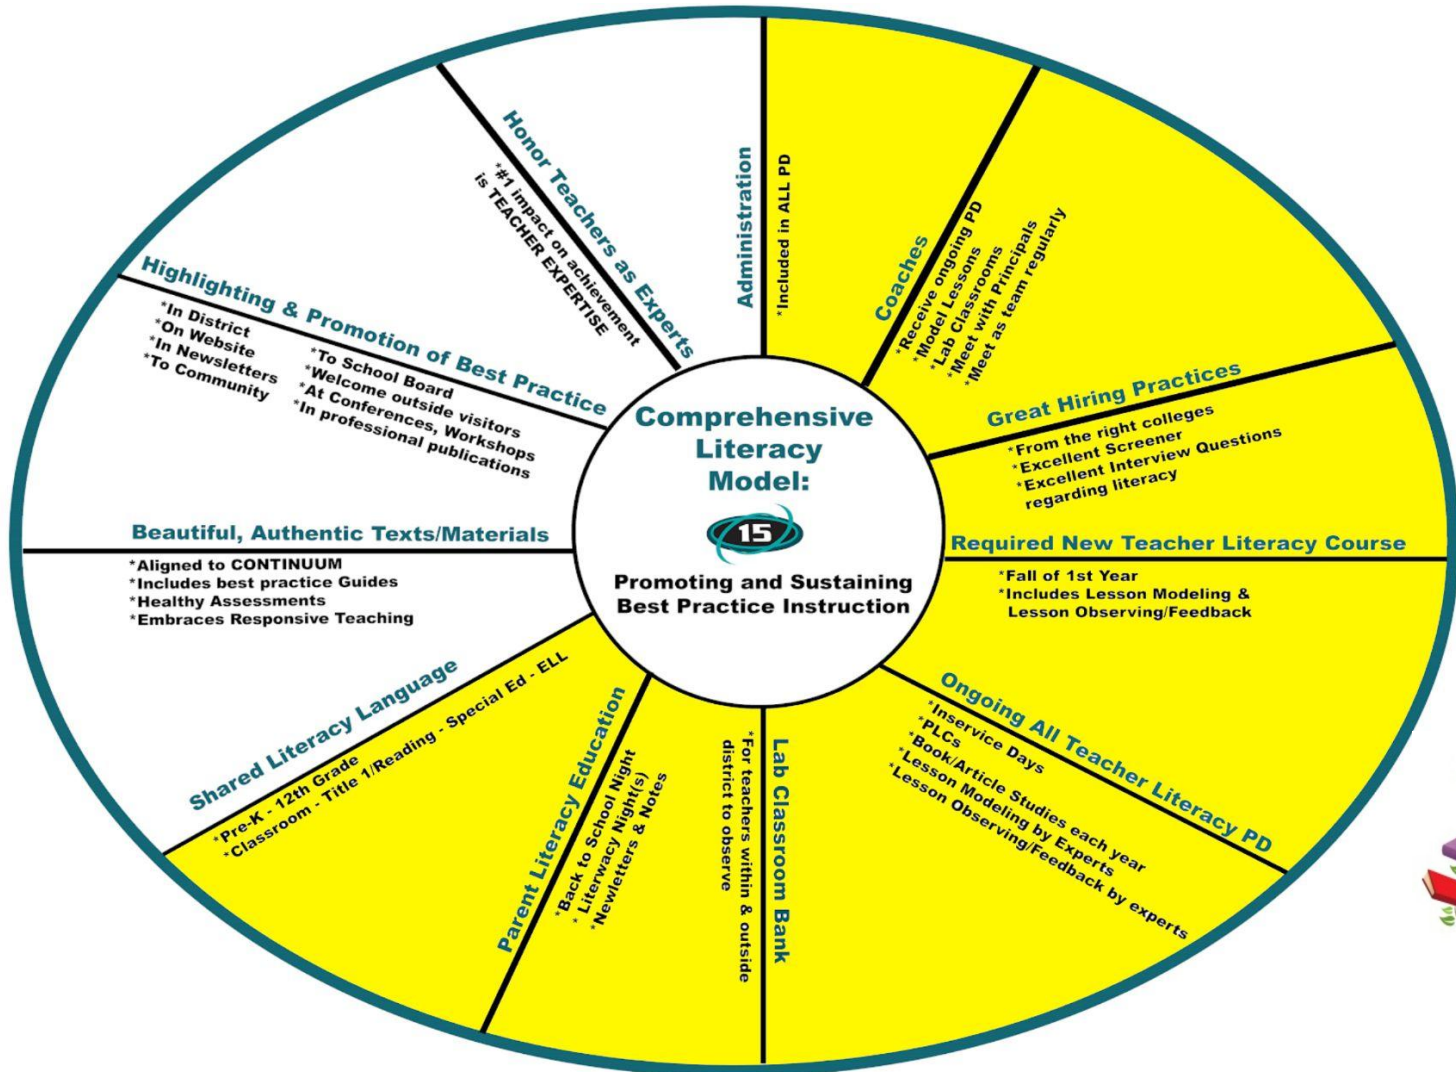 Comprehensive
Literacy
Model:
15
Promoting and Sustaining
Best Practice Instruction
Administration
*Included in ALL PD
Coaches
*Receive ongoing PD
*Model Lessons
*Lab Classrooms
*Meet with Principals
*Meet as team regularly
Great Hiring Practices
*From the right colleges
*Excellent Screener
*Excellent Interview Questions
regarding literacy
Required New Teacher Literacy Course
*Fall of 1st Year
*Includes Lesson Modeling &
Lesson Observing/Feedback
Ongoing All Teacher Literacy PD
*Inservice Days
*PLCs
*Book/Article Studies each year
*Lesson Modeling by Experts
*Lesson Observing/Feedback by experts
Lab Classroom Bank
*For teachers within & outside
district to observe
Parent Literacy Education
*Back to School Night
* Literwacy Night(s)
*Newletters & Notes
Shared Literacy Language
*Pre-K - 12th Grade
*Classroom - Title 1/Reading - Special Ed - ELL
Beautiful, Authentic Texts/Materials
*Aligned to CONTINUUM
*Includes best practice Guides
*Healthy Assessments
*Embraces Responsive Teaching
Highlighting & Promotion of Best Practice
*In District
*On Website
*In Newsletters
*To Community
*To School Board
*Welcome outside visitors
*At Conferences, Workshops
*In professional publications
Honor Teachers as Experts
*#1 impact on achievement
is TEACHER EXPERTISE